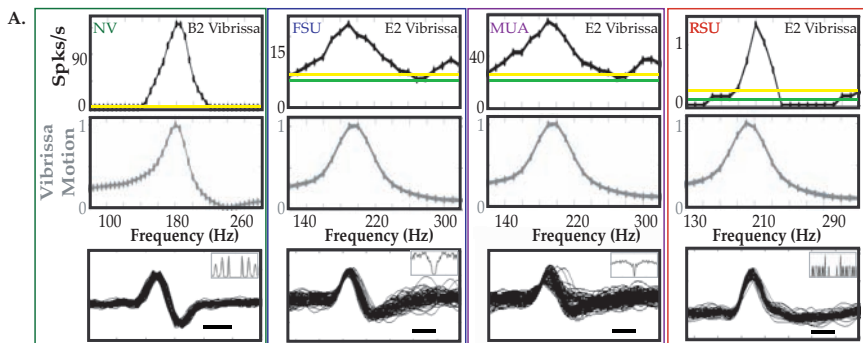 A.
NV B2 Vibrissa
FSU E2 Vibrissa
MUA E2 Vibrissa
RSU E2 Vibrissa
Spks/s
90
0
15
0
40
0
1
0
Vibrissa
Motion
1
0
1
0
1
0
1
0
100 180 260
120 220 300
120 220 300
130 210 290
Frequency (Hz)
Frequency (Hz)
Frequency (Hz)
Frequency (Hz)